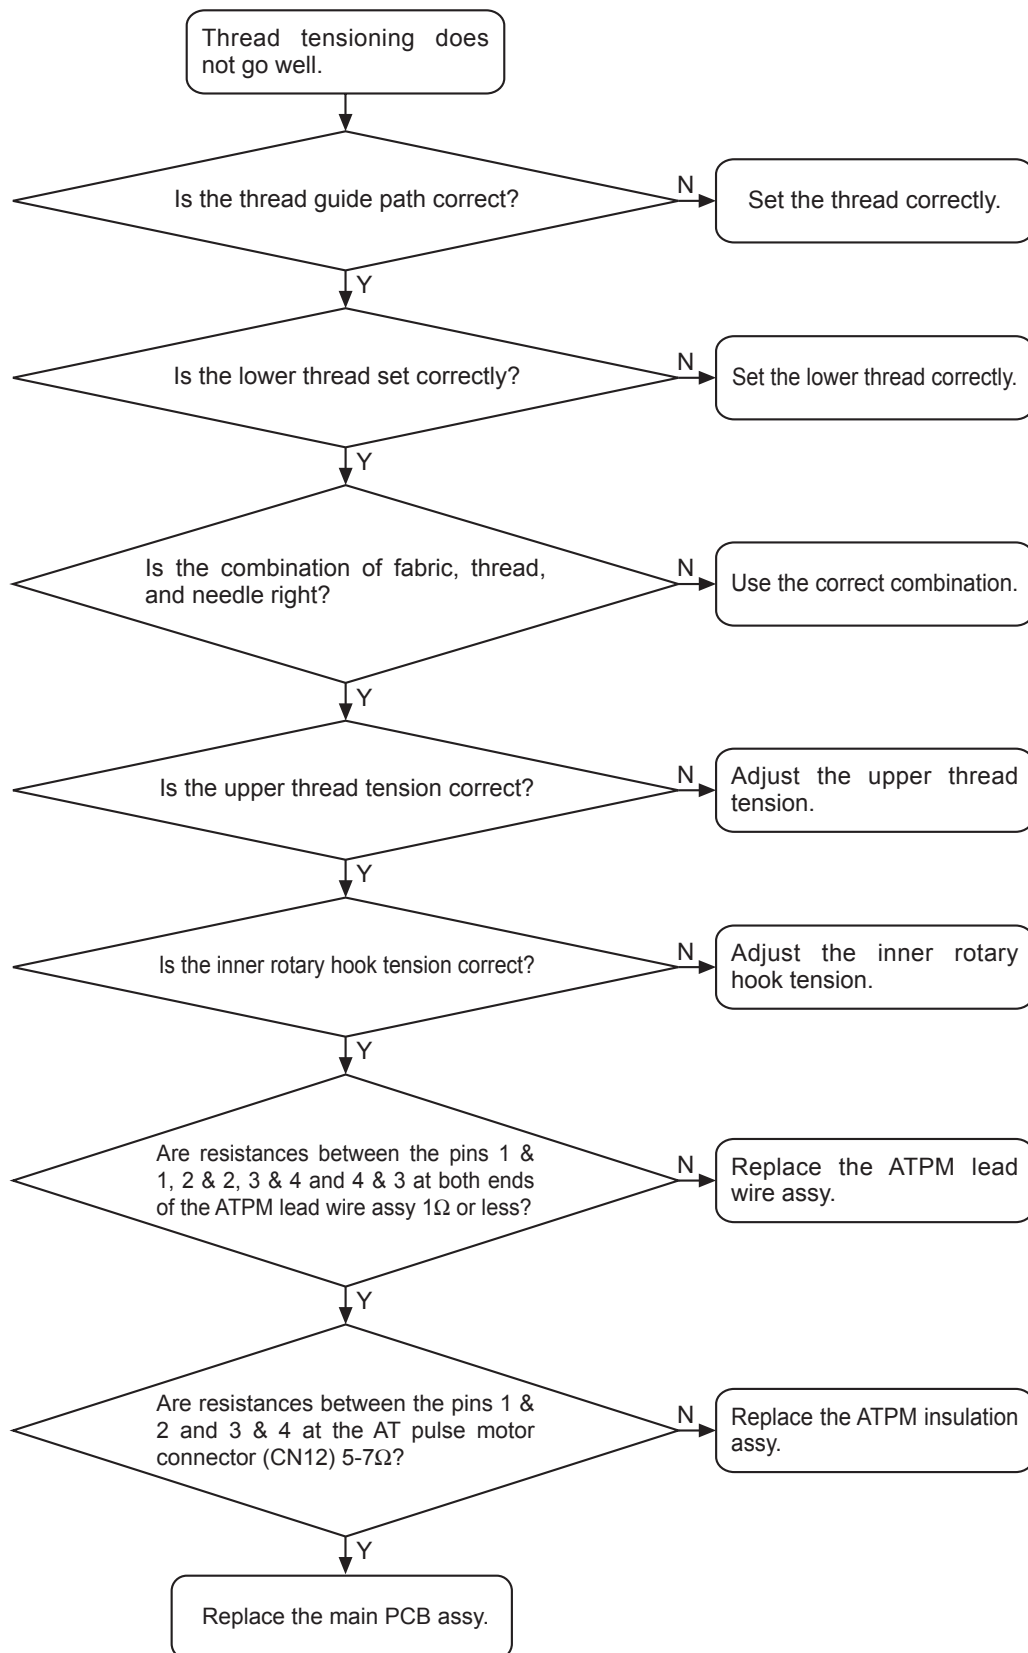 Thread tensioning does
not go well.
Is the thread guide path correct?
N
Set the thread correctly.
Y
Is the lower thread set correctly?
N
Set the lower thread correctly.
Y
Is the combination of fabric, thread,
and needle right?
N
Use the correct combination.
Y
Is the upper thread tension correct?
N
Adjust the upper thread
tension.
Y
Is the inner rotary hook tension correct?
N
Adjust the inner rotary
hook tension.
Y
Are resistances between the pins 1 &
1, 2 & 2, 3 & 4 and 4 & 3 at both ends
of the ATPM lead wire assy 1Ω or less?
N
Replace the ATPM lead
wire assy.
Y
Are resistances between the pins 1 &
2 and 3 & 4 at the AT pulse motor
connector (CN12) 5-7Ω?
N
Replace the ATPM insulation
assy.
Y
Replace the main PCB assy.